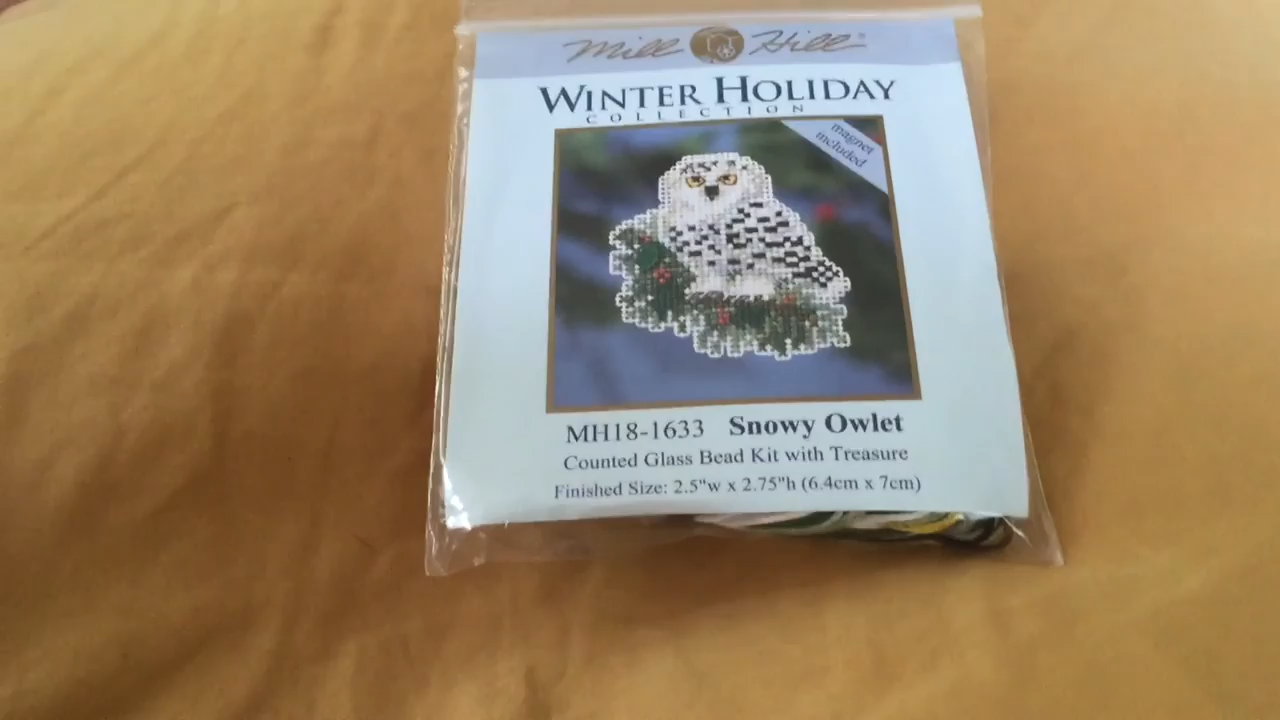 Mill Hill®
WINTER HOLIDAY
COLLECTION
magnet
included
MH18-1633 Snowy Owlet
Counted Glass Bead Kit with Treasure
Finished Size: 2.5"w x 2.75"h (6.4cm x 7cm)